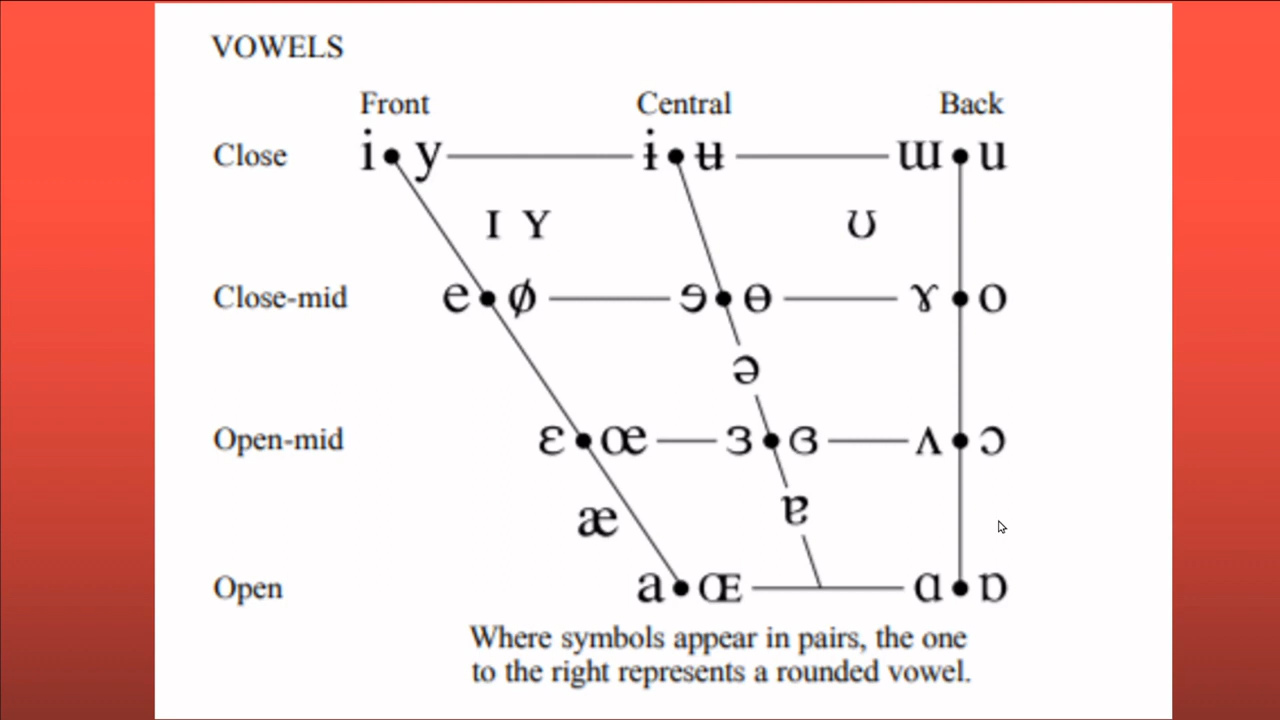 VOWELS
Front Central Back
Close i y ɨ ʉ ɯ u
ɪ ʏ ʊ
Close-mid e ø ɘ ɵ ɤ o
ə
Open-mid ɛ œ ɜ ɞ ʌ ɔ
æ ɐ
Open a ɶ ɑ ɒ
Where symbols appear in pairs, the one
to the right represents a rounded vowel.